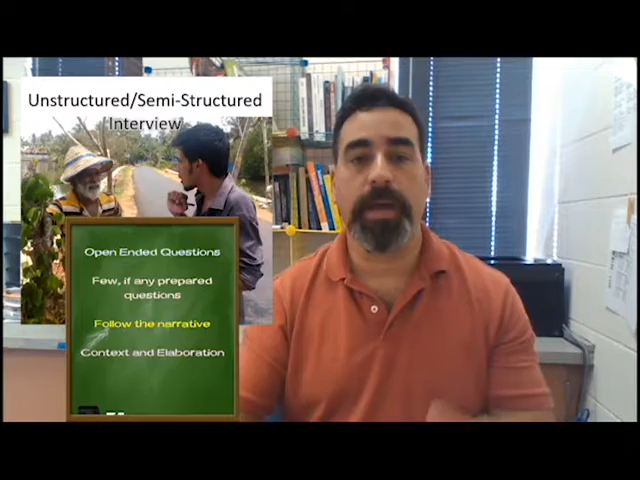 Unstructured/Semi-Structured
Interview
Open Ended Questions
Few, if any prepared
questions
Follow the narrative
Context and Elaboration